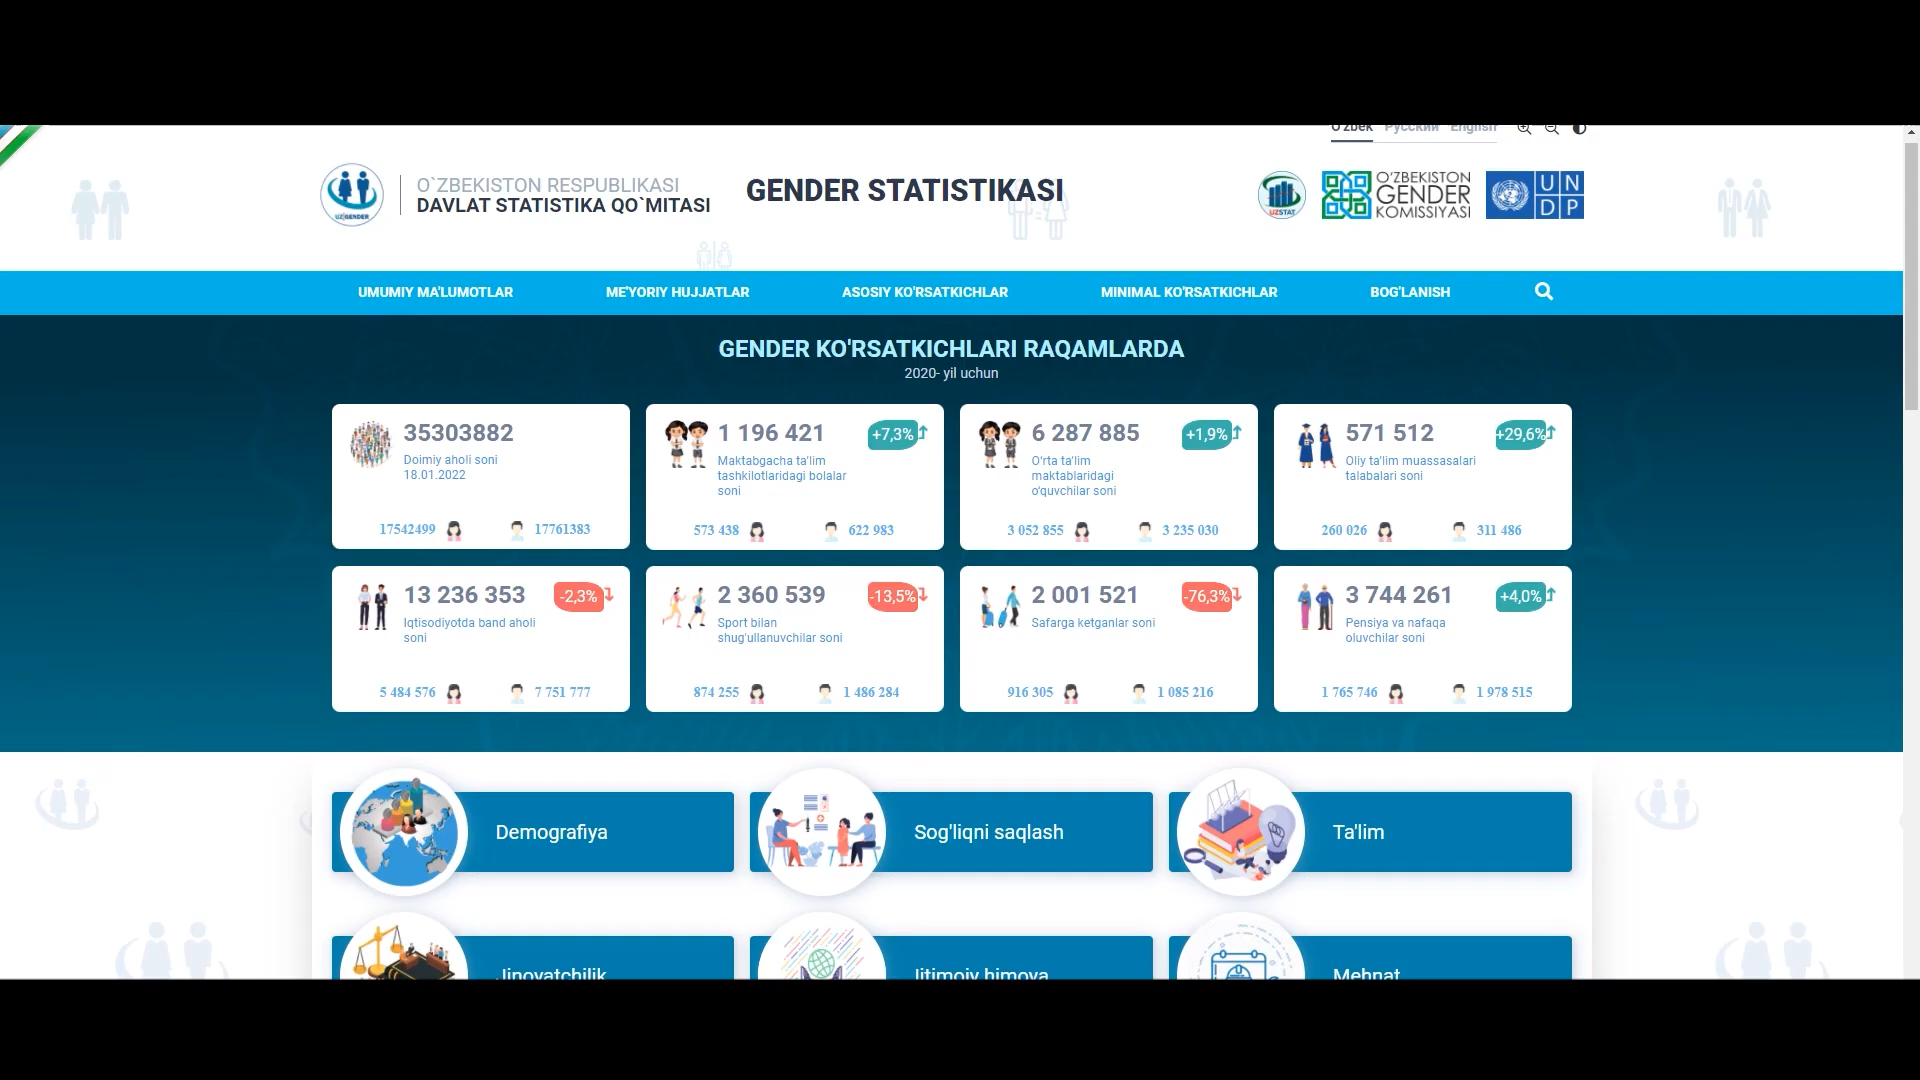 O'zbek Русский English
O`ZBEKISTON RESPUBLIKASI
DAVLAT STATISTIKA QO`MITASI
UZGENDER
GENDER STATISTIKASI
UZSTAT
O'ZBEKISTON
GENDER
KOMISSIYASI
UN
DP
UMUMIY MA'LUMOTLAR ME'YORIY HUJJATLAR ASOSIY KO'RSATKICHLAR MINIMAL KO'RSATKICHLAR BOG'LANISH
GENDER KO'RSATKICHLARI RAQAMLARDA
2020- yil uchun
35303882
Doimiy aholi soni
18.01.2022
17542499 17761383
1 196 421 +7,3%
Maktabgacha ta'lim
tashkilotlaridagi bolalar
soni
573 438 622 983
6 287 885 +1,9%
O'rta ta'lim
maktablaridagi
o'quvchilar soni
3 052 855 3 235 030
571 512 +29,6%
Oliy ta'lim muassasalari
talabalari soni
260 026 311 486
13 236 353 -2,3%
Iqtisodiyotda band aholi
soni
5 484 576 7 751 777
2 360 539 -13,5%
Sport bilan
shug'ullanuvchilar soni
874 255 1 486 284
2 001 521 -76,3%
Safarga ketganlar soni
916 305 1 085 216
3 744 261 +4,0%
Pensiya va nafaqa
oluvchilar soni
1 765 746 1 978 515
Demografiya Sog'liqni saqlash Ta'lim
Jinoyatchilik Ijtimoiy himoya Mehnat